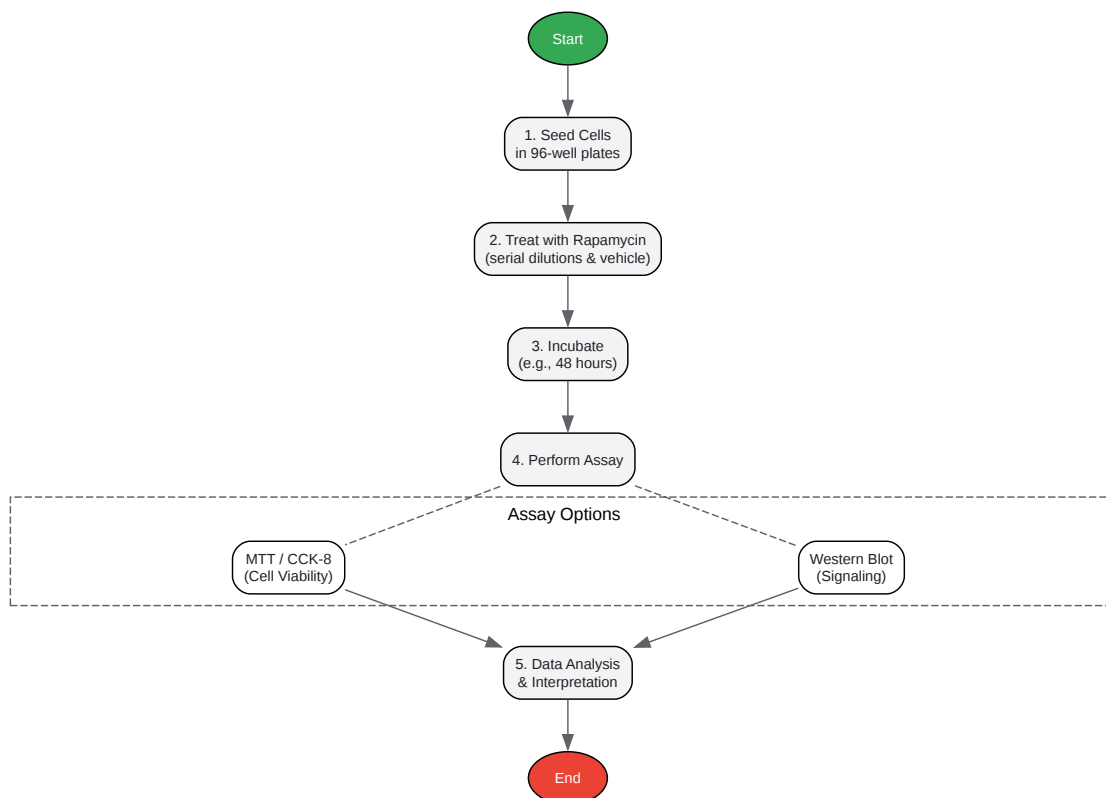 Start
1. Seed Cells
in 96-well plates
2. Treat with Rapamycin
(serial dilutions & vehicle)
3. Incubate
(e.g., 48 hours)
4. Perform Assay
Assay Options
MTT / CCK-8
(Cell Viability)
Western Blot
(Signaling)
5. Data Analysis
& Interpretation
End